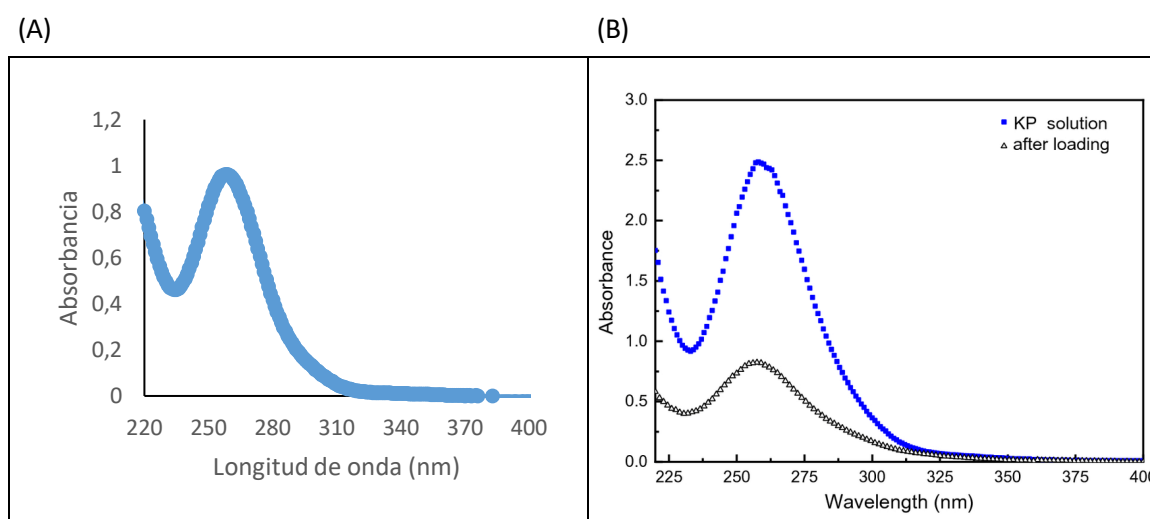 (A)
(B)
1,2
1
0,8
0,6
0,4
0,2
0
220 250 280 310 340 370 400
Absorbancia
Longitud de onda (nm)
3.0
2.5
2.0
1.5
1.0
0.5
0.0
225 250 275 300 325 350 375 400
Absorbance
Wavelength (nm)
KP solution
after loading